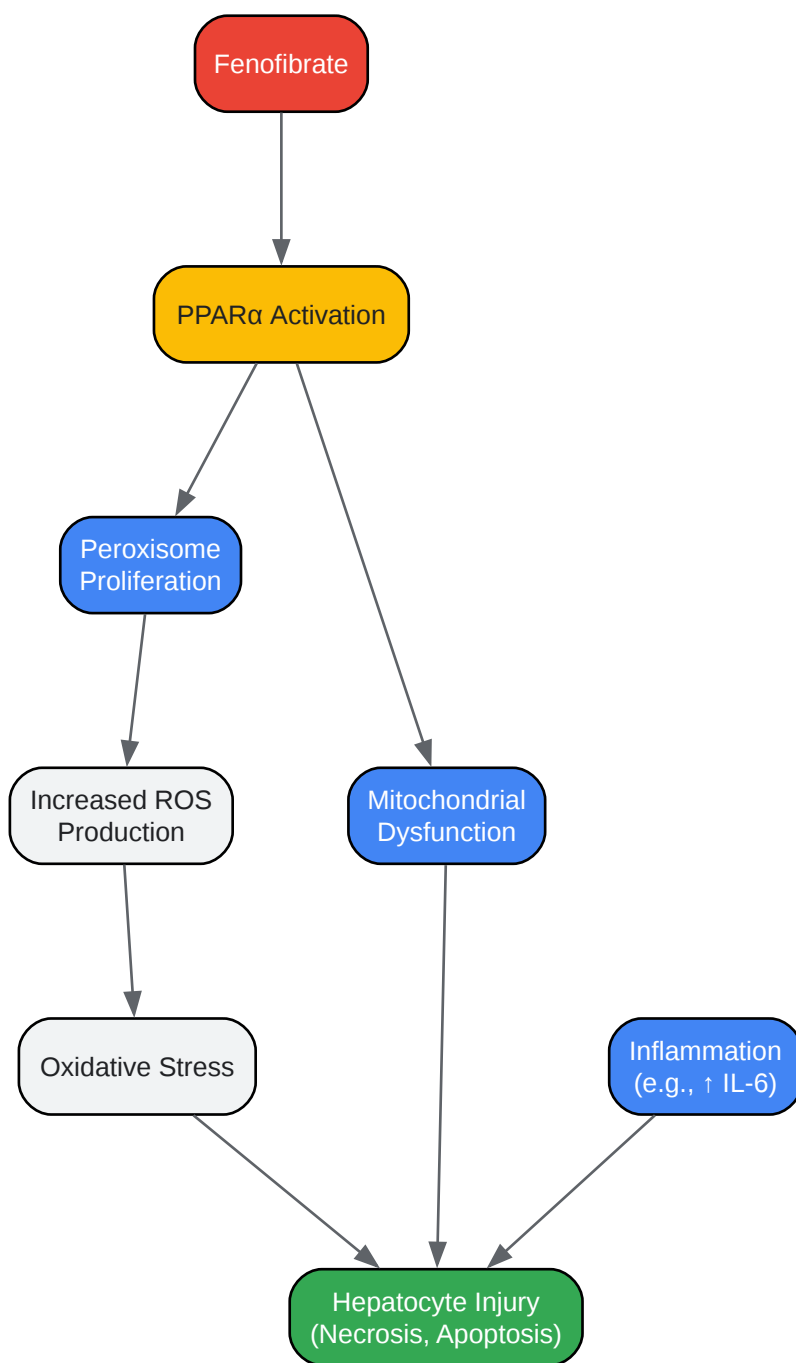 Fenofibrate
PPARα Activation
Peroxisome
Proliferation
Increased ROS
Production
Mitochondrial
Dysfunction
Oxidative Stress
Inflammation
(e.g., ↑ IL-6)
Hepatocyte Injury
(Necrosis, Apoptosis)